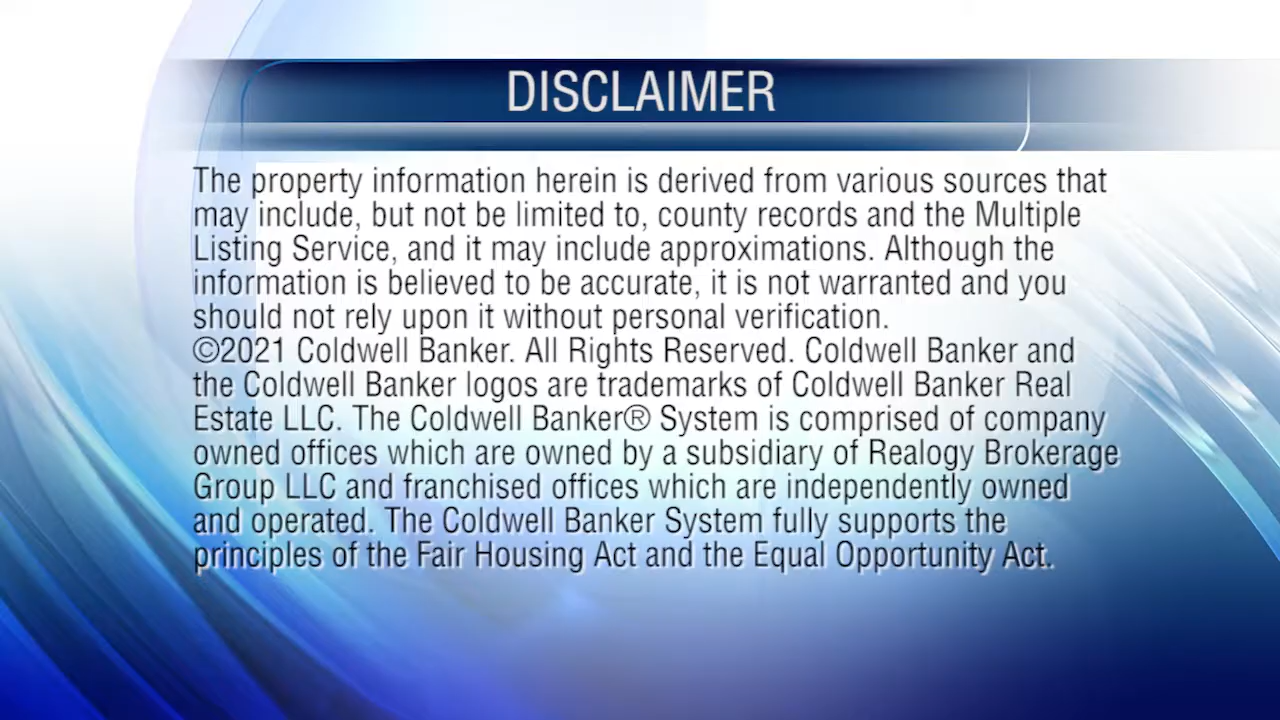 DISCLAIMER
The property information herein is derived from various sources that
may include, but not be limited to, county records and the Multiple
Listing Service, and it may include approximations. Although the
information is believed to be accurate, it is not warranted and you
should not rely upon it without personal verification.
©2021 Coldwell Banker. All Rights Reserved. Coldwell Banker and
the Coldwell Banker logos are trademarks of Coldwell Banker Real
Estate LLC. The Coldwell Banker® System is comprised of company
owned offices which are owned by a subsidiary of Realogy Brokerage
Group LLC and franchised offices which are independently owned
and operated. The Coldwell Banker System fully supports the
principles of the Fair Housing Act and the Equal Opportunity Act.